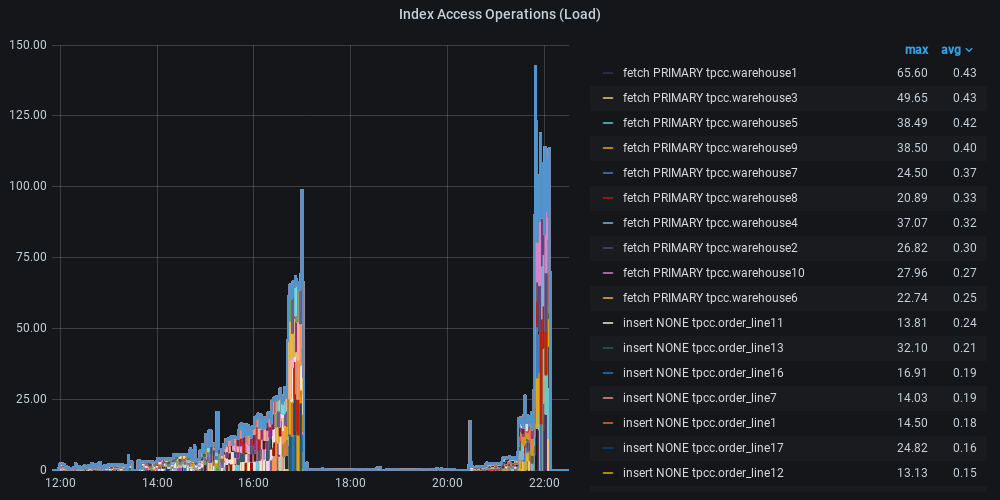 Index Access Operations (Load)
150.00
125.00
100.00
75.00
50.00
25.00
0
12:00 14:00 16:00 18:00 20:00 22:00
max avg
fetch PRIMARY tpcc.warehouse1 65.60 0.43
fetch PRIMARY tpcc.warehouse3 49.65 0.43
fetch PRIMARY tpcc.warehouse5 38.49 0.42
fetch PRIMARY tpcc.warehouse9 38.50 0.40
fetch PRIMARY tpcc.warehouse7 24.50 0.37
fetch PRIMARY tpcc.warehouse8 20.89 0.33
fetch PRIMARY tpcc.warehouse4 37.07 0.32
fetch PRIMARY tpcc.warehouse2 26.82 0.30
fetch PRIMARY tpcc.warehouse10 27.96 0.27
fetch PRIMARY tpcc.warehouse6 22.74 0.25
insert NONE tpcc.order_line11 13.81 0.24
insert NONE tpcc.order_line13 32.10 0.21
insert NONE tpcc.order_line16 16.91 0.19
insert NONE tpcc.order_line7 14.03 0.19
insert NONE tpcc.order_line1 14.50 0.18
insert NONE tpcc.order_line17 24.82 0.16
insert NONE tpcc.order_line12 13.13 0.15